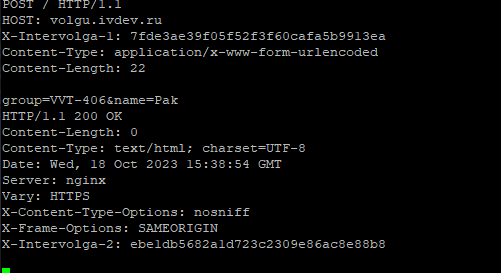 POST / HTTP/1.1
HOST: volgu.ivdev.ru
X-Intervolga-1: 7fde3ae39f05f52f3f60cafa5b9913ea
Content-Type: application/x-www-form-urlencoded
Content-Length: 22

group=VVT-406&name=Pak
HTTP/1.1 200 OK
Content-Length: 0
Content-Type: text/html; charset=UTF-8
Date: Wed, 18 Oct 2023 15:38:54 GMT
Server: nginx
Vary: HTTPS
X-Content-Type-Options: nosniff
X-Frame-Options: SAMEORIGIN
X-Intervolga-2: ebe1db5682a1d723c2309e86ac8e88b8